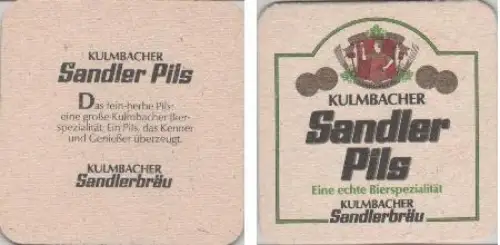 KULMBACHER
Sandler Pils
Das fein-herbe Pils:
eine große Kulmbacher Bier-
spezialität. Ein Pils, das Kenner
und Genießer überzeugt.
KULMBACHER
Sandlerbräu
KULMBACHER
Sandler
Pils
Eine echte Bierspezialität
KULMBACHER
Sandlerbräu